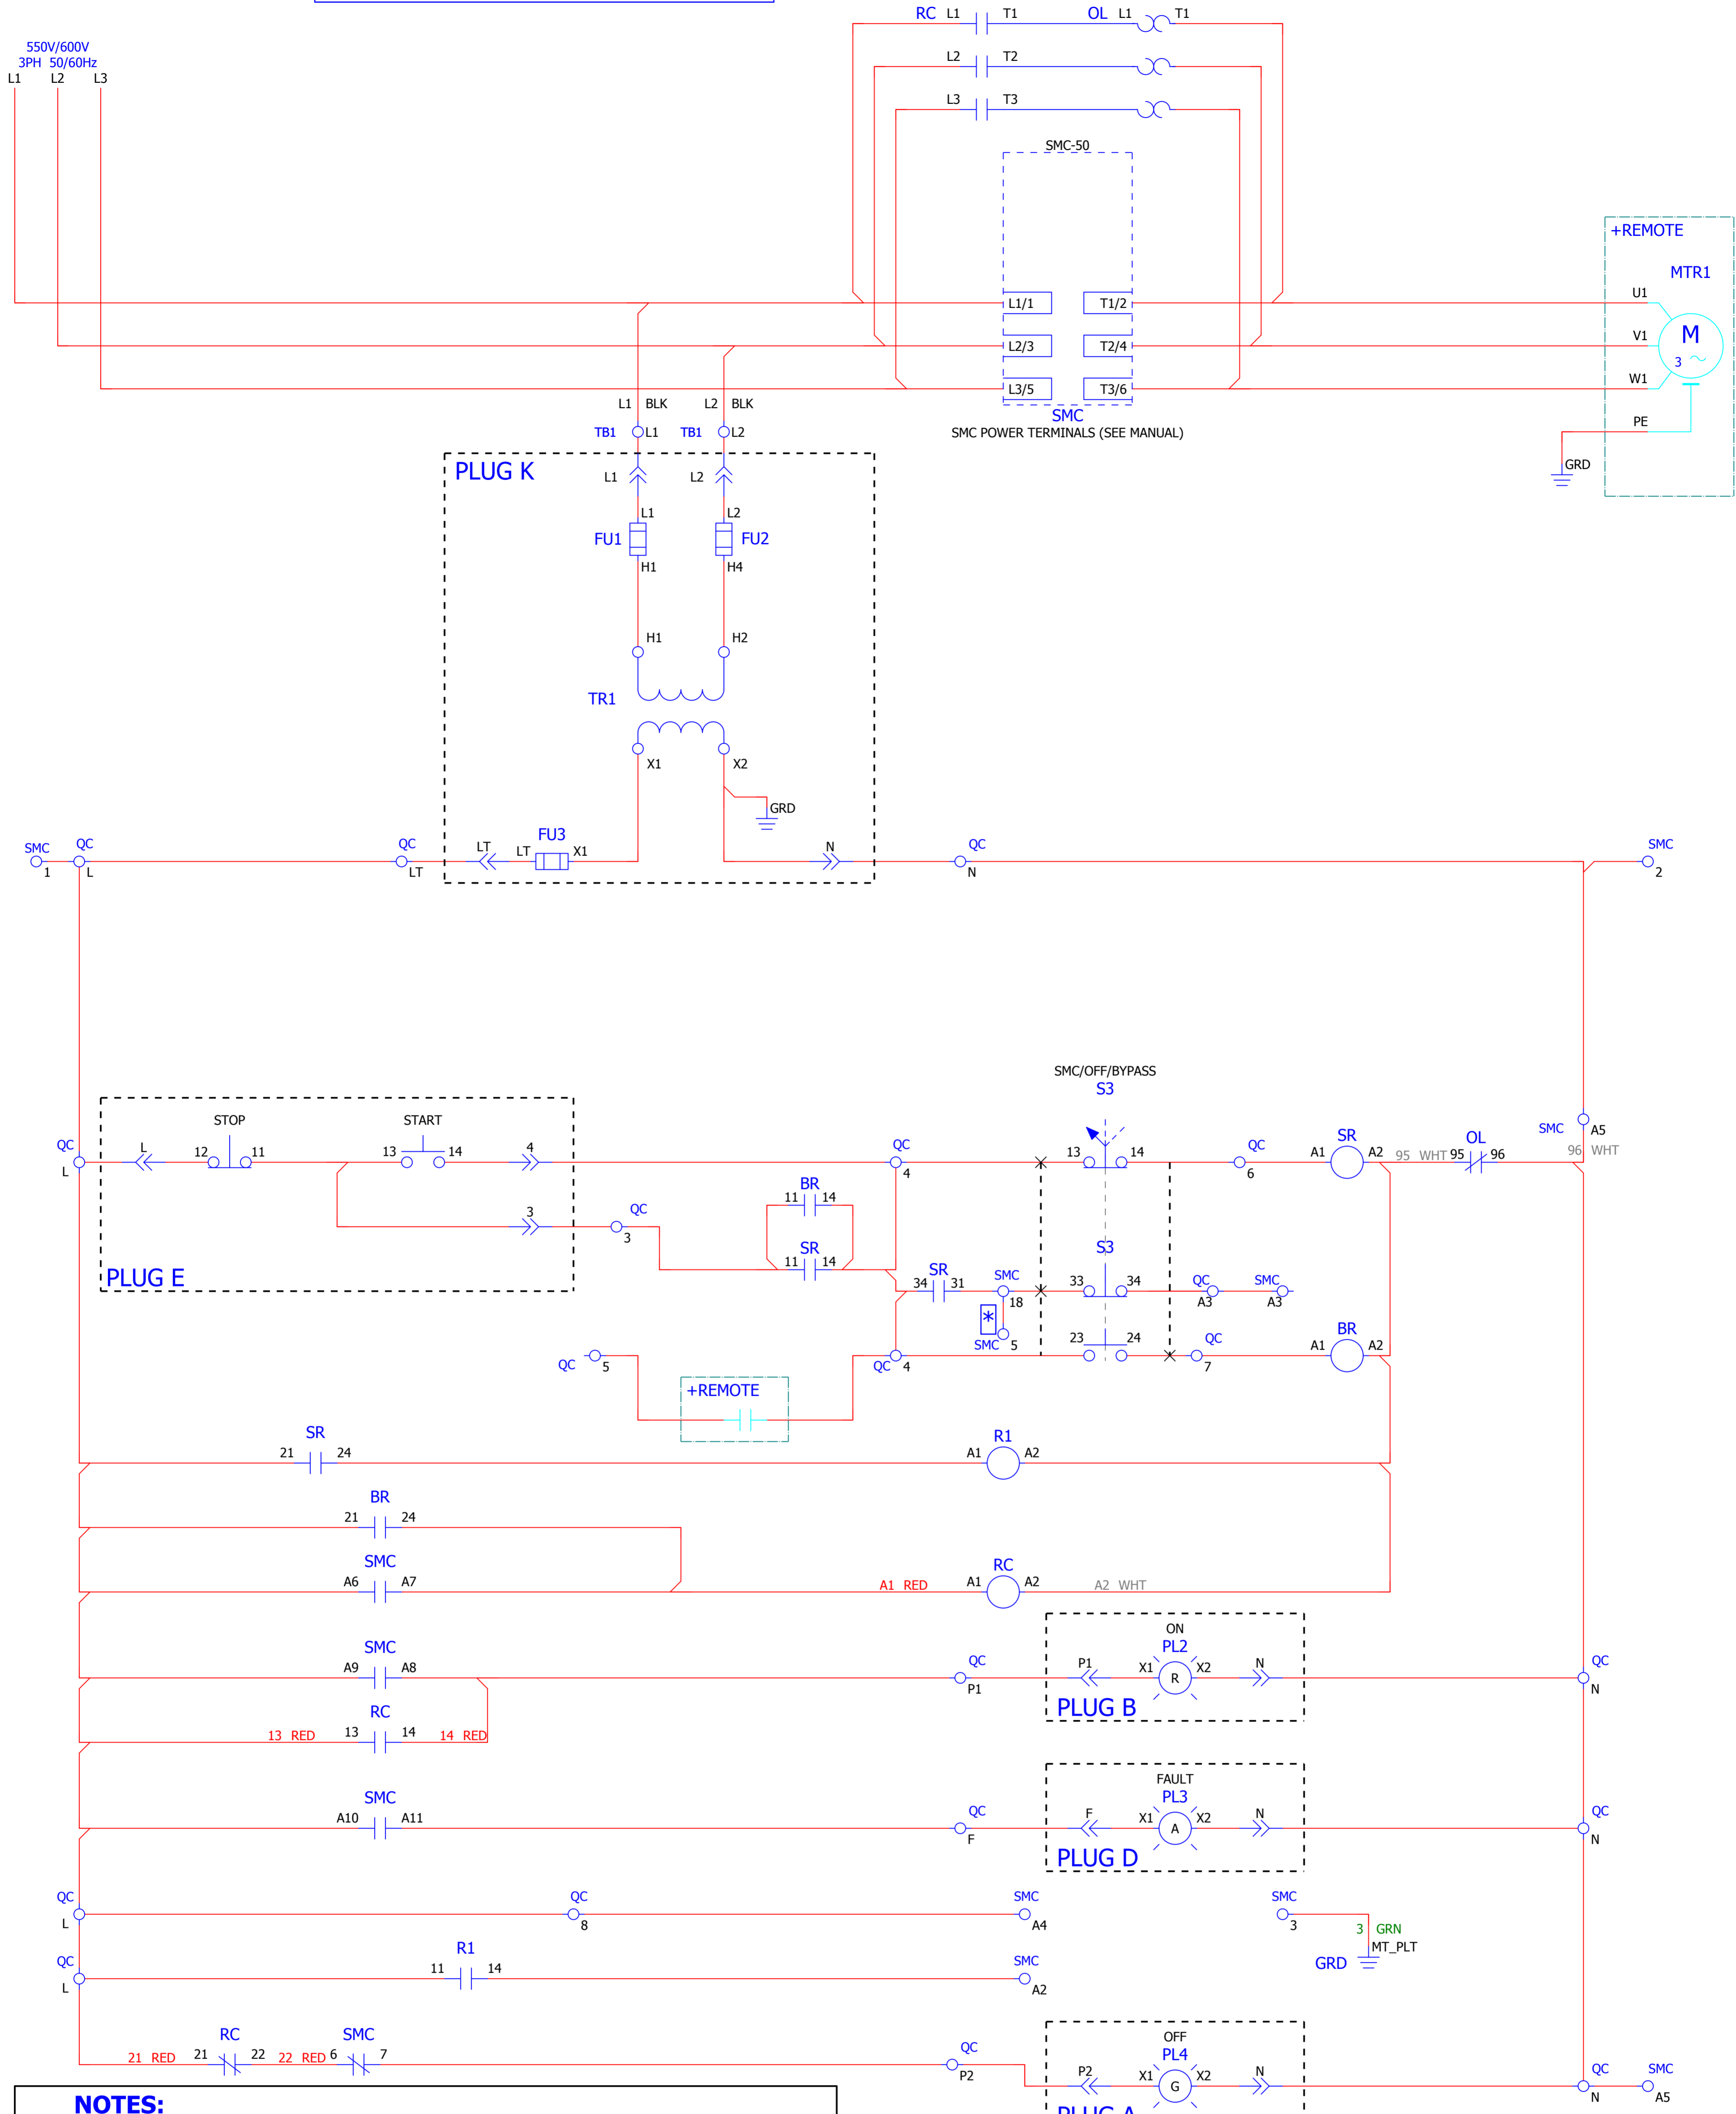 RC L1 T1 OL L1 T1
550V/600V
3PH 50/60Hz
L1 L2 L3
L2 T2
L3 T3
SMC-50
+REMOTE
MTR1
L1/1 T1/2 U1
L2/3 T2/4 V1
M
3
L3/5 T3/6 W1
L1 BLK L2 BLK
SMC
SMC POWER TERMINALS (SEE MANUAL)
TB1 L1 TB1 L2
PE
GRD
PLUG K
L1 L2
L1 L2
FU1 FU2
H1 H4
H1 H2
TR1
X1 X2
GRD
FU3
SMC QC QC LT LT X1 N QC SMC
1 L LT N 2
SMC/OFF/BYPASS
S3
STOP START
SMC A5
QC L 12 11 13 14 4 QC 13 14 QC SR OL
L 4 6 A1 A2 95 WHT 95 96 96 WHT
BR
11 14
3 QC
3
SR S3
11 14
PLUG E
SR SMC QC SMC
34 31 18 33 34 A3 A3
*
SMC 5 23 24 QC BR
QC 5 QC 4 7 A1 A2
+REMOTE
SR R1
21 24 A1 A2
BR
21 24
SMC RC
A6 A7 A1 RED A1 A2 A2 WHT
ON
SMC PL2
A9 A8 QC P1 X1 R X2 N QC
P1 N
PLUG B
RC
13 RED 13 14 14 RED
FAULT
SMC PL3
A10 A11 QC F X1 A X2 N QC
F N
PLUG D
QC QC SMC SMC
L 8 A4 3
3 GRN
MT_PLT
GRD
QC R1 SMC
L 11 14 A2
OFF
RC SMC PL4
21 RED 21 22 22 RED 6 7 QC P2 X1 G X2 N QC SMC
P2 N A5
PLUG A
NOTES: